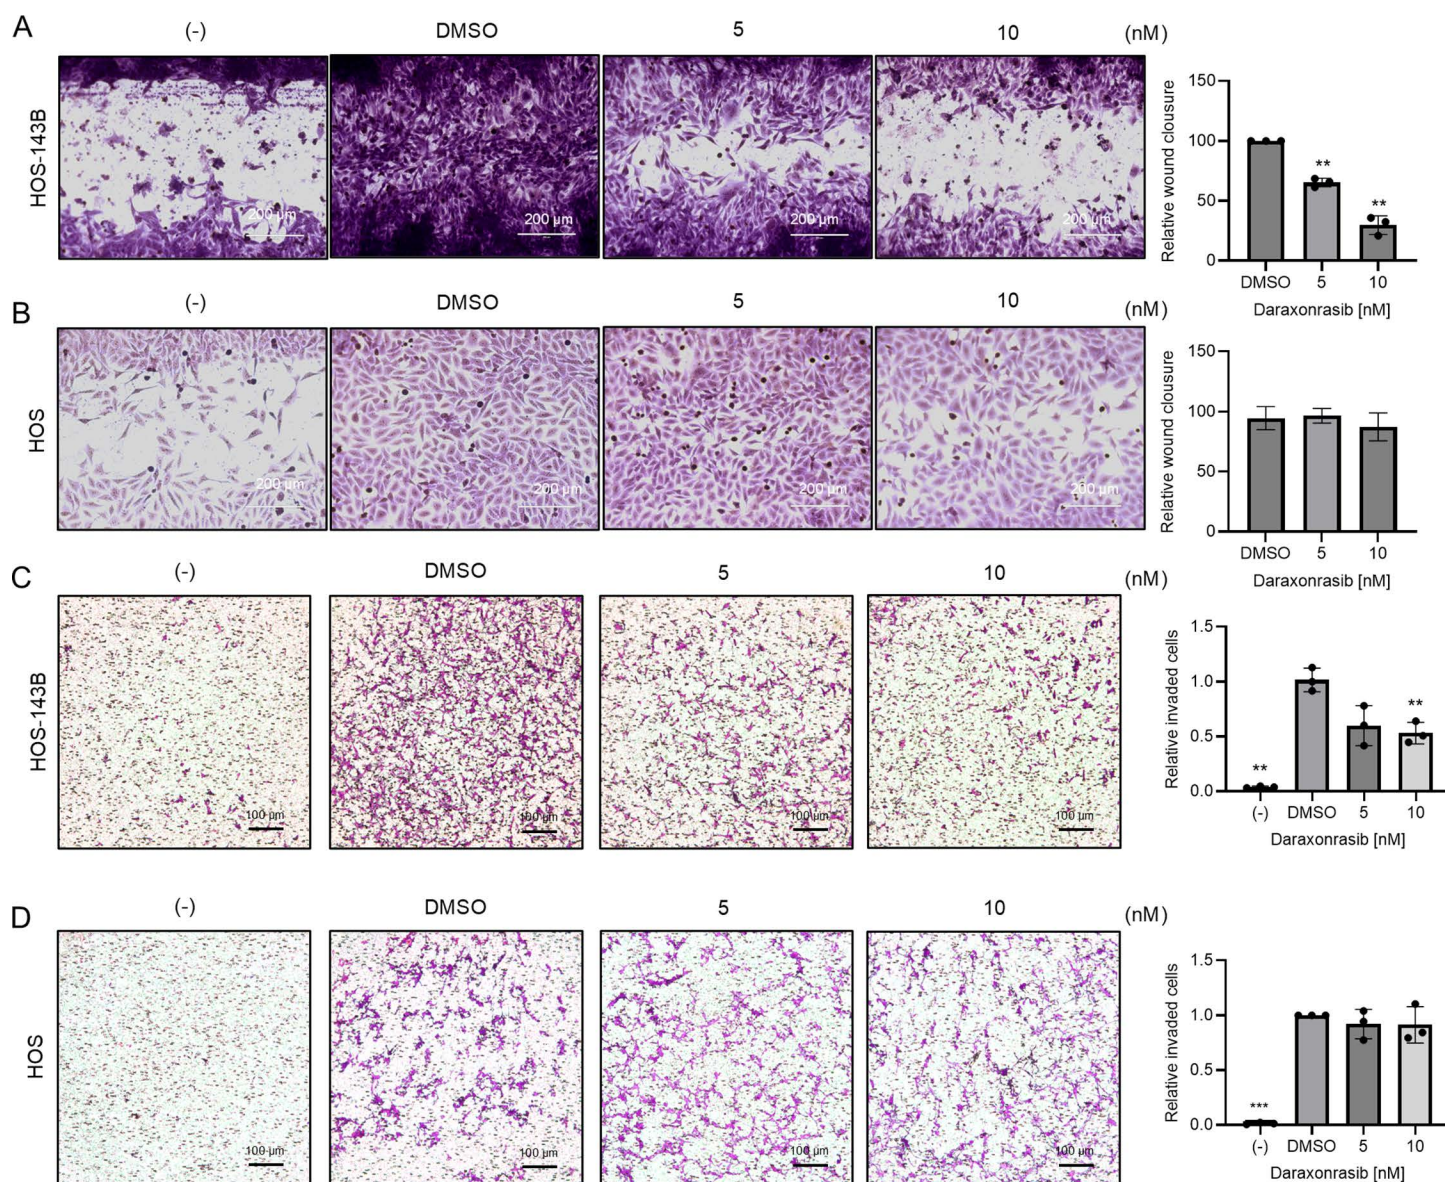 A
(-)
DMSO
5
10
(nM)
HOS-143B
200 µm
200 µm
200 µm
200 µm
Relative wound clousure
150
100
50
0
**
**
DMSO
5
10
Daraxonrasib [nM]
B
(-)
DMSO
5
10
(nM)
HOS
200 µm
200 µm
200 µm
200 µm
Relative wound clousure
150
100
50
0
DMSO
5
10
Daraxonrasib [nM]
C
(-)
DMSO
5
10
(nM)
HOS-143B
100 µm
100 µm
100 µm
100 µm
Relative invaded cells
1.5
1.0
0.5
0.0
**
**
(-)
DMSO
5
10
Daraxonrasib [nM]
D
(-)
DMSO
5
10
(nM)
HOS
100 µm
100 µm
100 µm
100 µm
Relative invaded cells
1.5
1.0
0.5
0.0
***
(-)
DMSO
5
10
Daraxonrasib [nM]